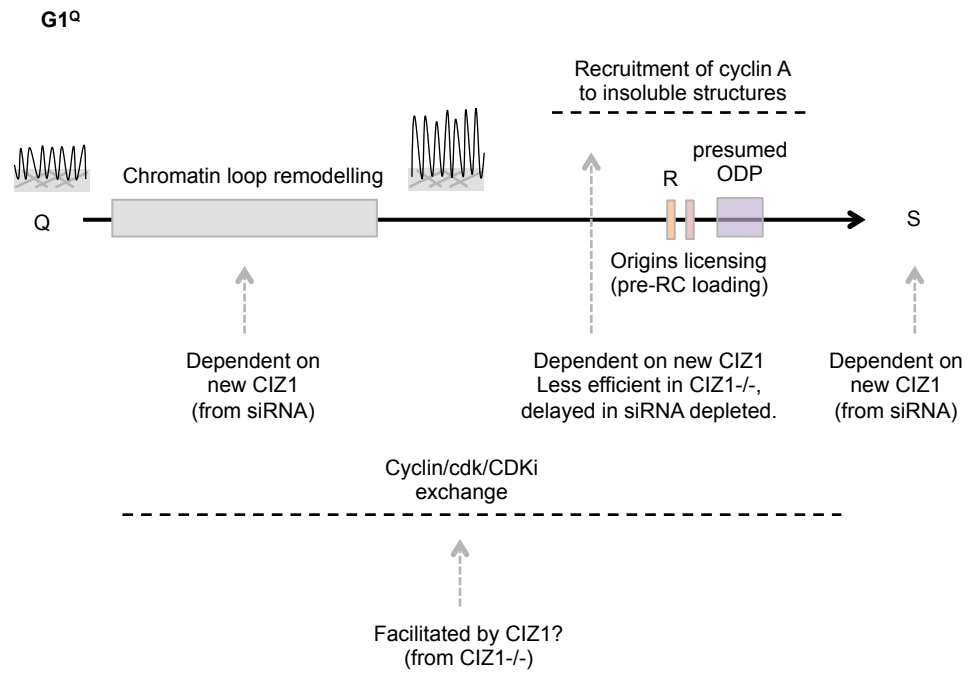 G1Q
Recruitment of cyclin A
to insoluble structures
Chromatin loop remodelling
presumed
ODP
R
Q
S
Origins licensing
(pre-RC loading)
Dependent on
new CIZ1
(from siRNA)
Dependent on new CIZ1
Less efficient in CIZ1-/-,
delayed in siRNA depleted.
Dependent on
new CIZ1
(from siRNA)
Cyclin/cdk/CDKi
exchange
Facilitated by CIZ1?
(from CIZ1-/-)